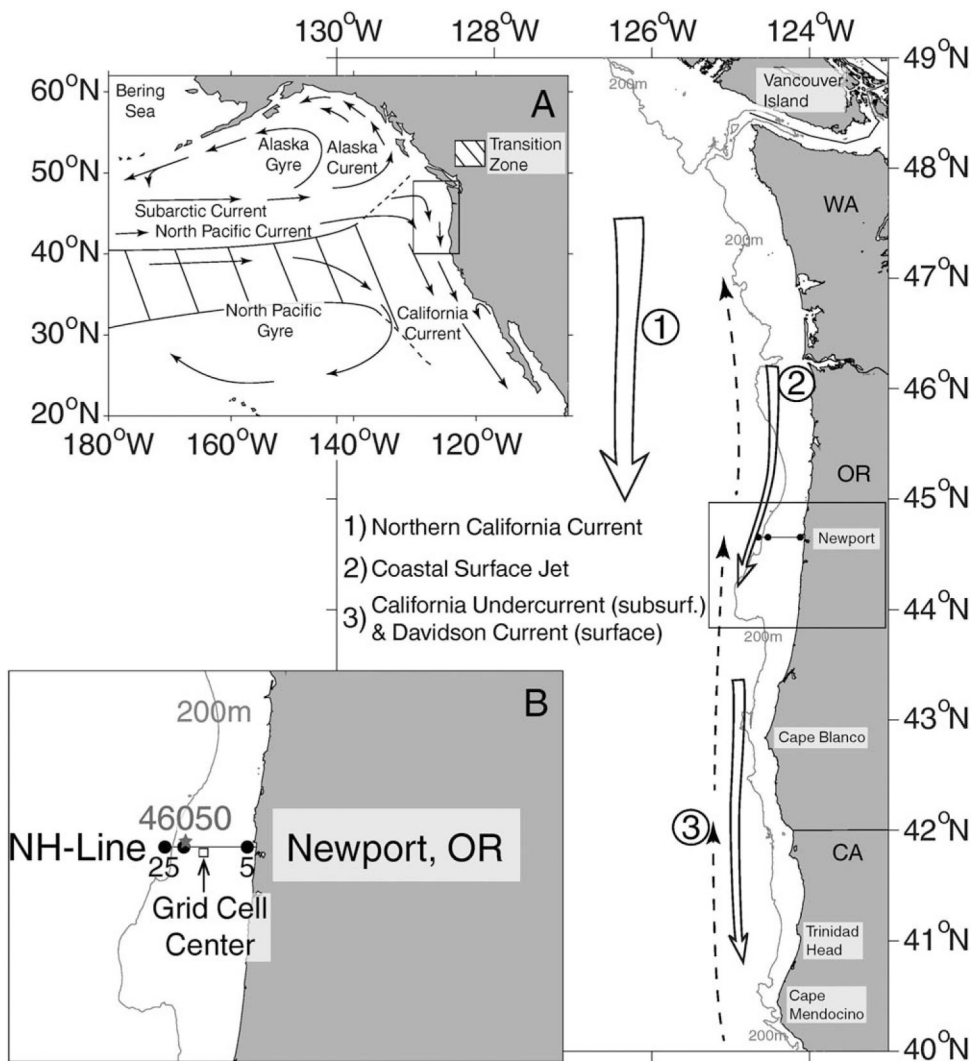 130°W
128°W
126°W
124°W
49°N
48°N
47°N
46°N
45°N
44°N
43°N
42°N
41°N
40°N
200m
Vancouver
Island
WA
200m
1
2
OR
Newport
200m
Cape Blanco
3
CA
Trinidad
Head
Cape
Mendocino
200m
60°N
50°N
40°N
30°N
20°N
180°W
160°W
140°W
120°W
A
Bering
Sea
Alaska
Gyre
Alaska
Curent
Transition
Zone
Subarctic Current
North Pacific Current
North Pacific
Gyre
California
Current
1) Northern California Current
2) Coastal Surface Jet
3) California Undercurrent (subsurf.)
& Davidson Current (surface)
B
200m
46050
NH-Line
25
5
Newport, OR
Grid Cell
Center